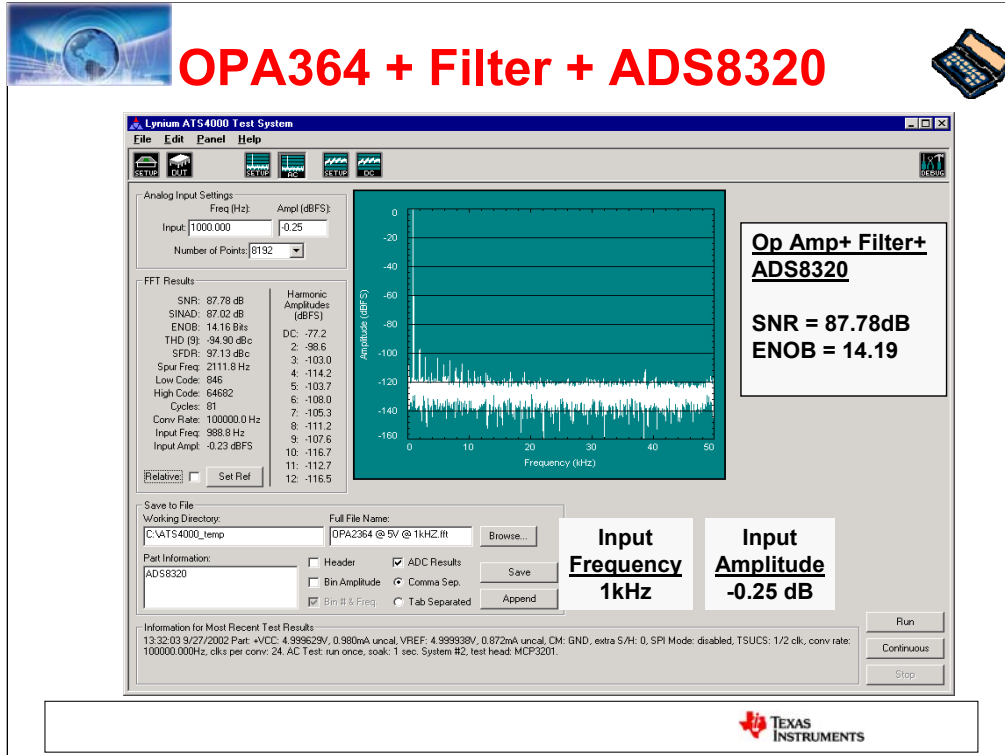 OPA364 + Filter + ADS8320
Lynium ATS4000 Test System
File Edit Panel Help
SETUP DUT SETUP AC SETUP DC DEBUG
Analog Input Settings
Freq (Hz): Ampl (dBFS):
Input: 1000.000 -0.25
Number of Points: 8192
FFT Results
SNR: 87.78 dB
SINAD: 87.02 dB
ENOB: 14.16 Bits
THD (9): -94.90 dBc
SFDR: 97.13 dBc
Spur Freq: 2111.8 Hz
Low Code: 846
High Code: 64682
Cycles: 81
Conv Rate: 100000.0 Hz
Input Freq: 988.8 Hz
Input Ampl: -0.23 dBFS
Relative: Set Ref
Harmonic
Amplitudes
(dBFS)
DC: -77.2
2: -98.6
3: -103.0
4: -114.2
5: -103.7
6: -108.0
7: -105.3
8: -111.2
9: -107.6
10: -116.7
11: -112.7
12: -116.5
Amplitude (dBFS)
0
-20
-40
-60
-80
-100
-120
-140
-160
0 10 20 30 40 50
Frequency (kHz)
Op Amp+ Filter+
ADS8320
SNR = 87.78dB
ENOB = 14.19
Save to File
Working Directory: Full File Name:
C:\ATS4000_temp OPA2364 @ 5V @ 1kHZ.fft Browse...
Part Information:
ADS8320
Header ADC Results
Bin Amplitude Comma Sep.
Bin # & Freq. Tab Separated
Save
Append
Input
Frequency
1kHz
Input
Amplitude
-0.25 dB
Information for Most Recent Test Results
13:32:03 9/27/2002 Part: +VCC: 4.999629V, 0.980mA uncal, VREF: 4.999938V, 0.872mA uncal, CM: GND, extra S/H: 0, SPI Mode: disabled, TSUCS: 1/2 clk, conv rate:
100000.000Hz, clks per conv: 24. AC Test: run once, soak: 1 sec. System #2, test head: MCP3201.
Run
Continuous
Stop
TEXAS
INSTRUMENTS